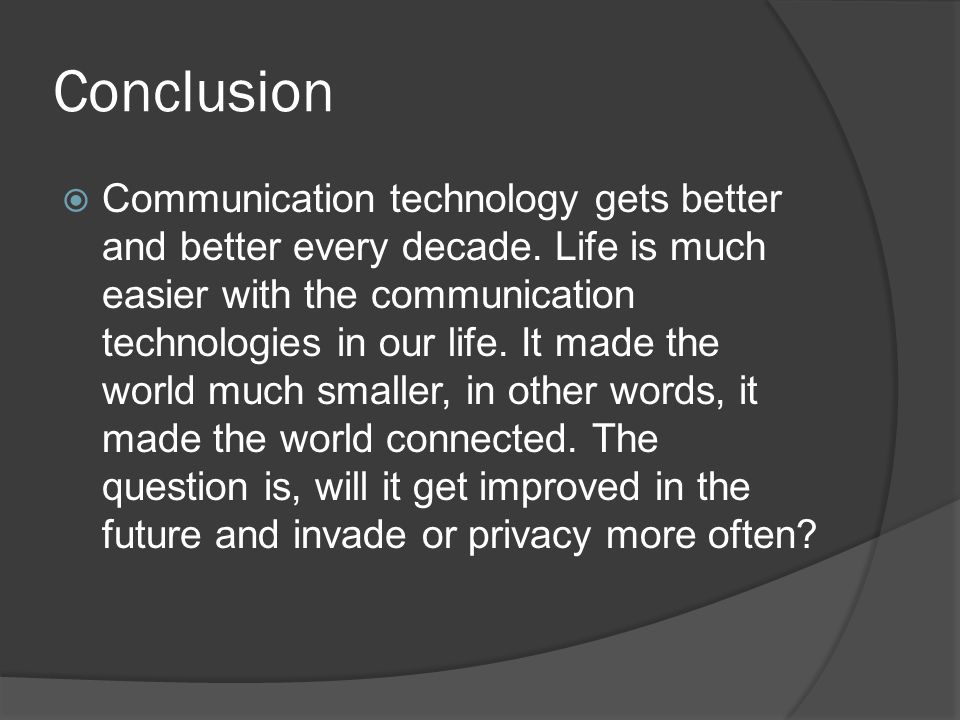 Conclusion
Communication technology gets better
and better every decade. Life is much
easier with the communication
technologies in our life. It made the
world much smaller, in other words, it
made the world connected. The
question is, will it get improved in the
future and invade or privacy more often?